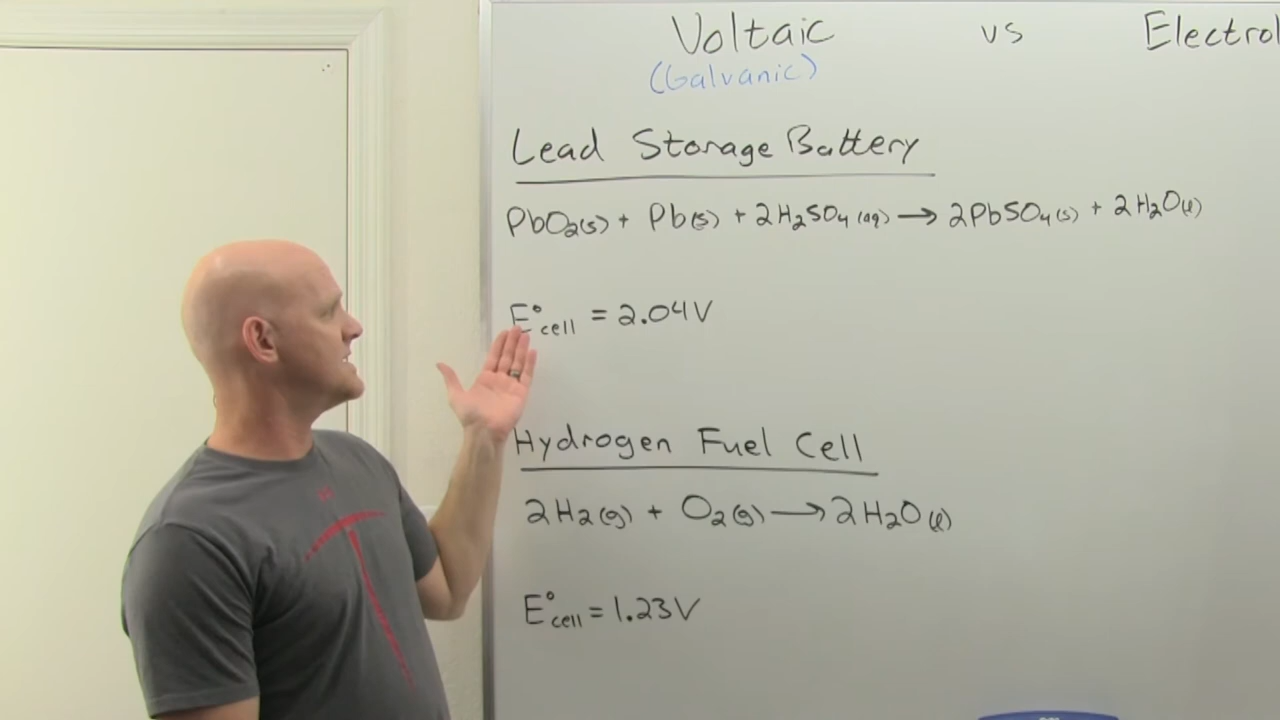 Voltaic vs Electrol
(Galvanic)
Lead Storage Battery
PbO₂(s) + Pb(s) + 2H₂SO₄(aq) → 2PbSO₄(s) + 2H₂O(l)
E°cell = 2.04V
Hydrogen Fuel Cell
2H₂(g) + O₂(g) → 2H₂O(l)
E°cell = 1.23V